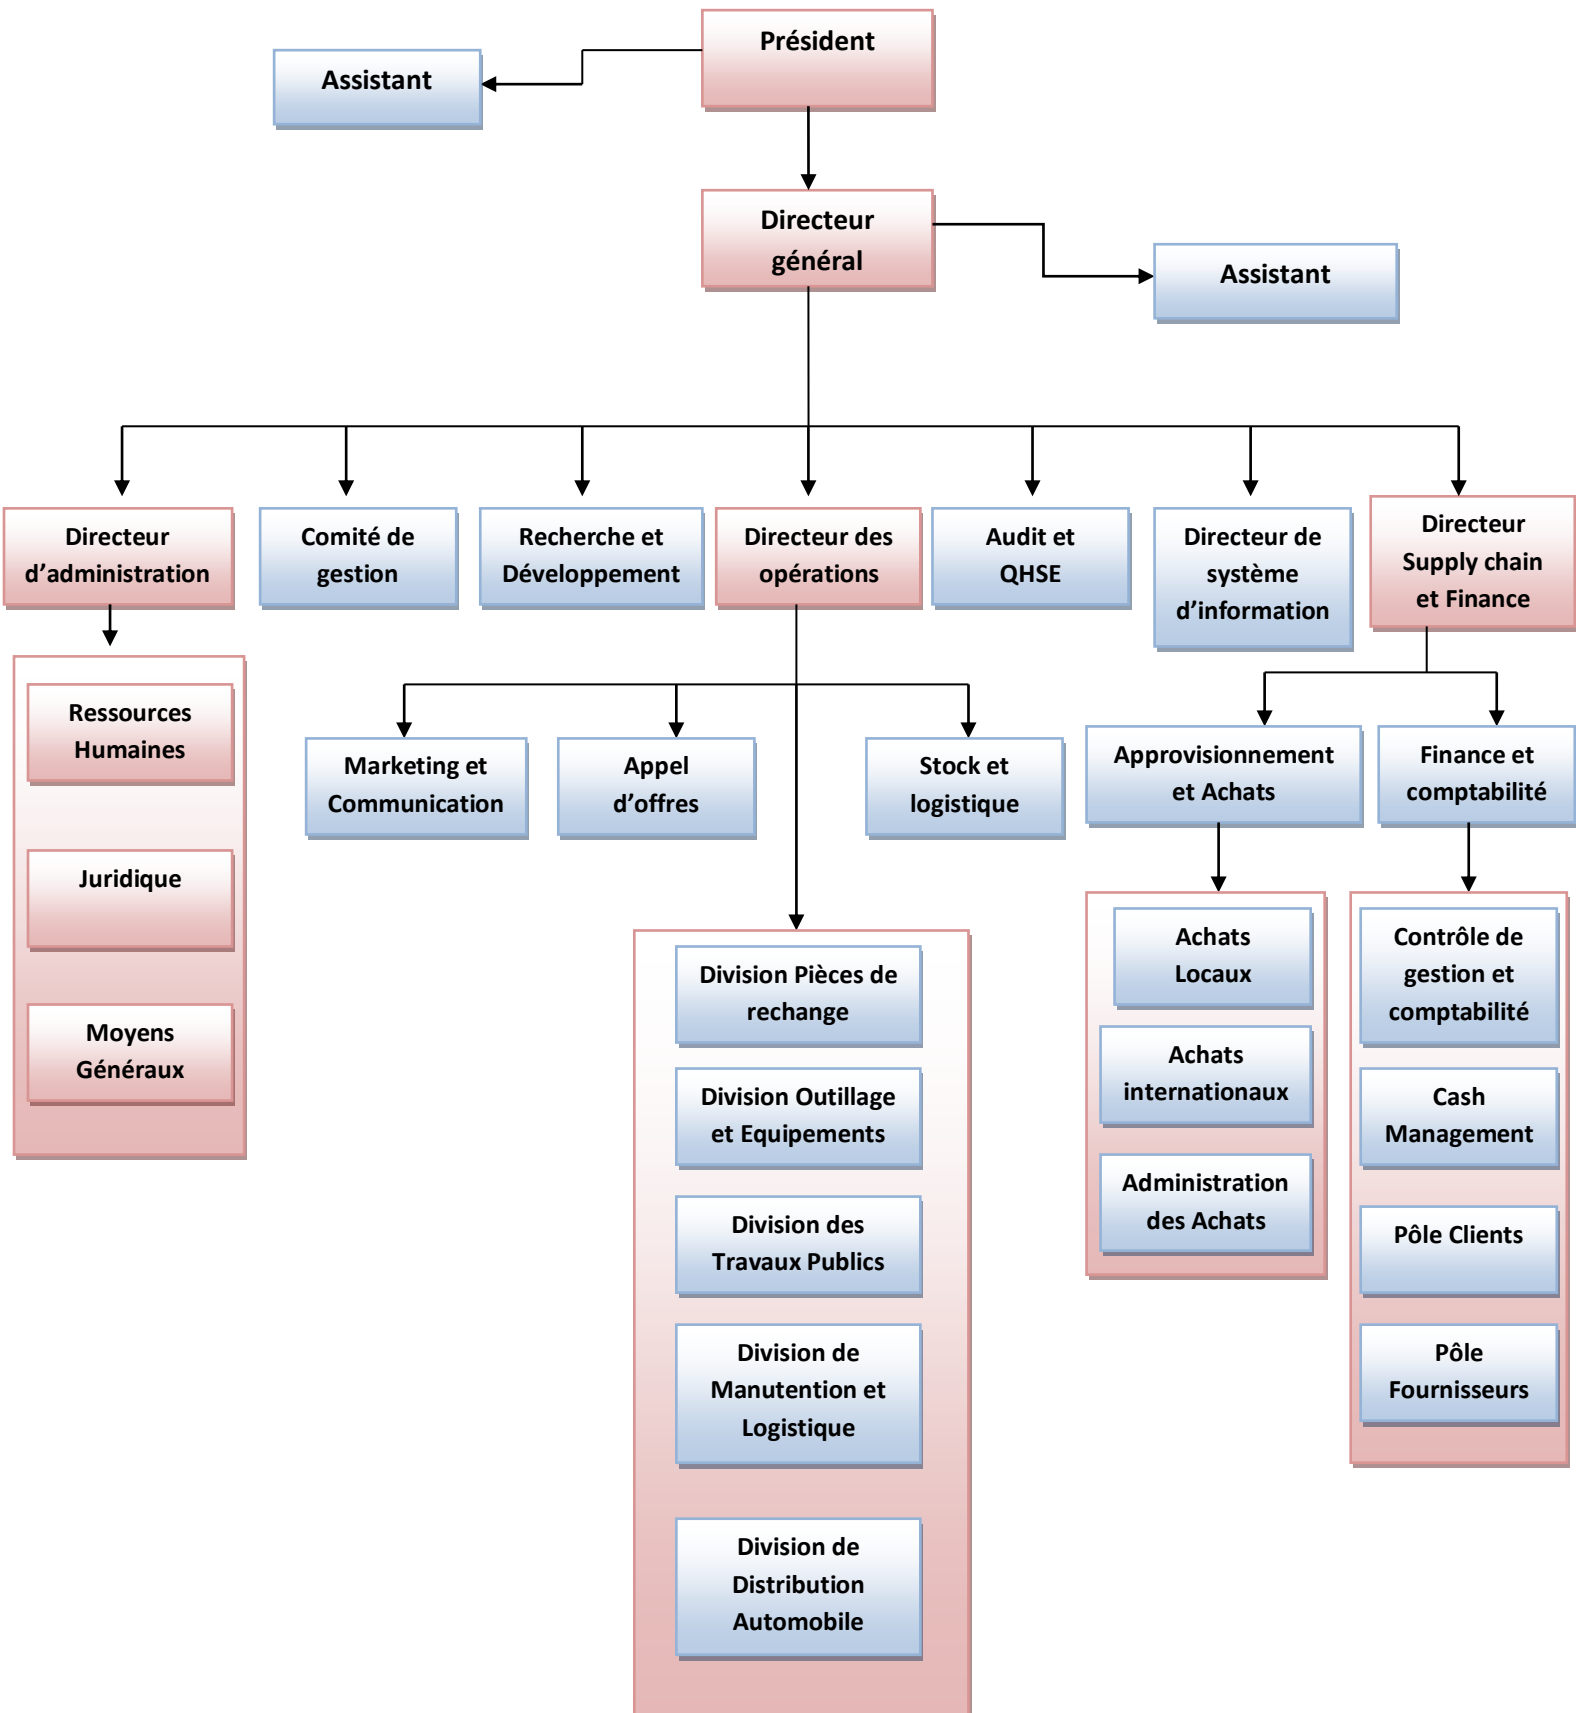 Président
Assistant
Directeur
général
Assistant
Directeur
d’administration
Comité de
gestion
Recherche et
Développement
Directeur des
opérations
Audit et
QHSE
Directeur de
système
d’information
Directeur
Supply chain
et Finance
Ressources
Humaines
Juridique
Moyens
Généraux
Marketing et
Communication
Appel
d’offres
Stock et
logistique
Approvisionnement
et Achats
Finance et
comptabilité
Division Pièces de
rechange
Division Outillage
et Equipements
Division des
Travaux Publics
Division de
Manutention et
Logistique
Division de
Distribution
Automobile
Achats
Locaux
Achats
internationaux
Administration
des Achats
Contrôle de
gestion et
comptabilité
Cash
Management
Pôle Clients
Pôle
Fournisseurs